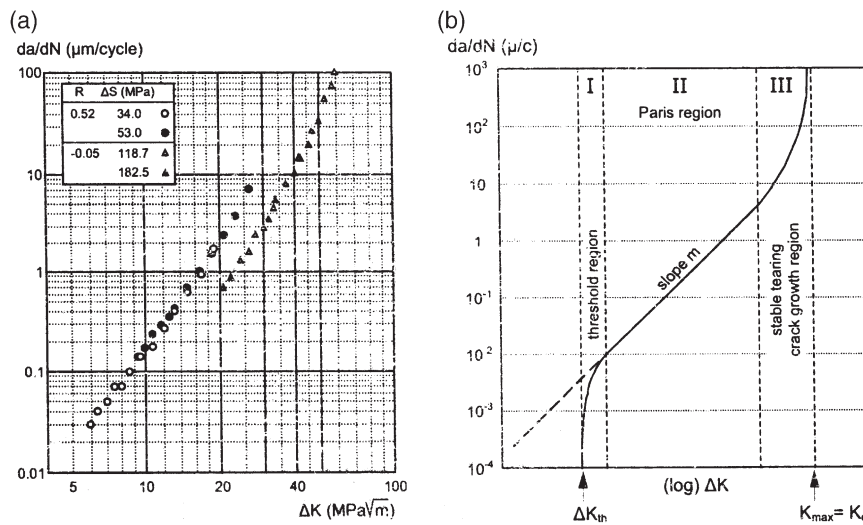 (a)
da/dN (μm/cycle)
100
10
1
0.1
0.01
R ΔS (MPa)
0.52 34.0
53.0
-0.05 118.7
182.5
5 10 20 40 60 100
ΔK (MPa√m)
(b)
da/dN (μ/c)
10²
10
1
10⁻¹
10⁻²
10⁻³
10⁻⁴
I II III
Paris region
threshold region
slope m
stable tearing
crack growth region
(log) ΔK
ΔKth
Kmax= K